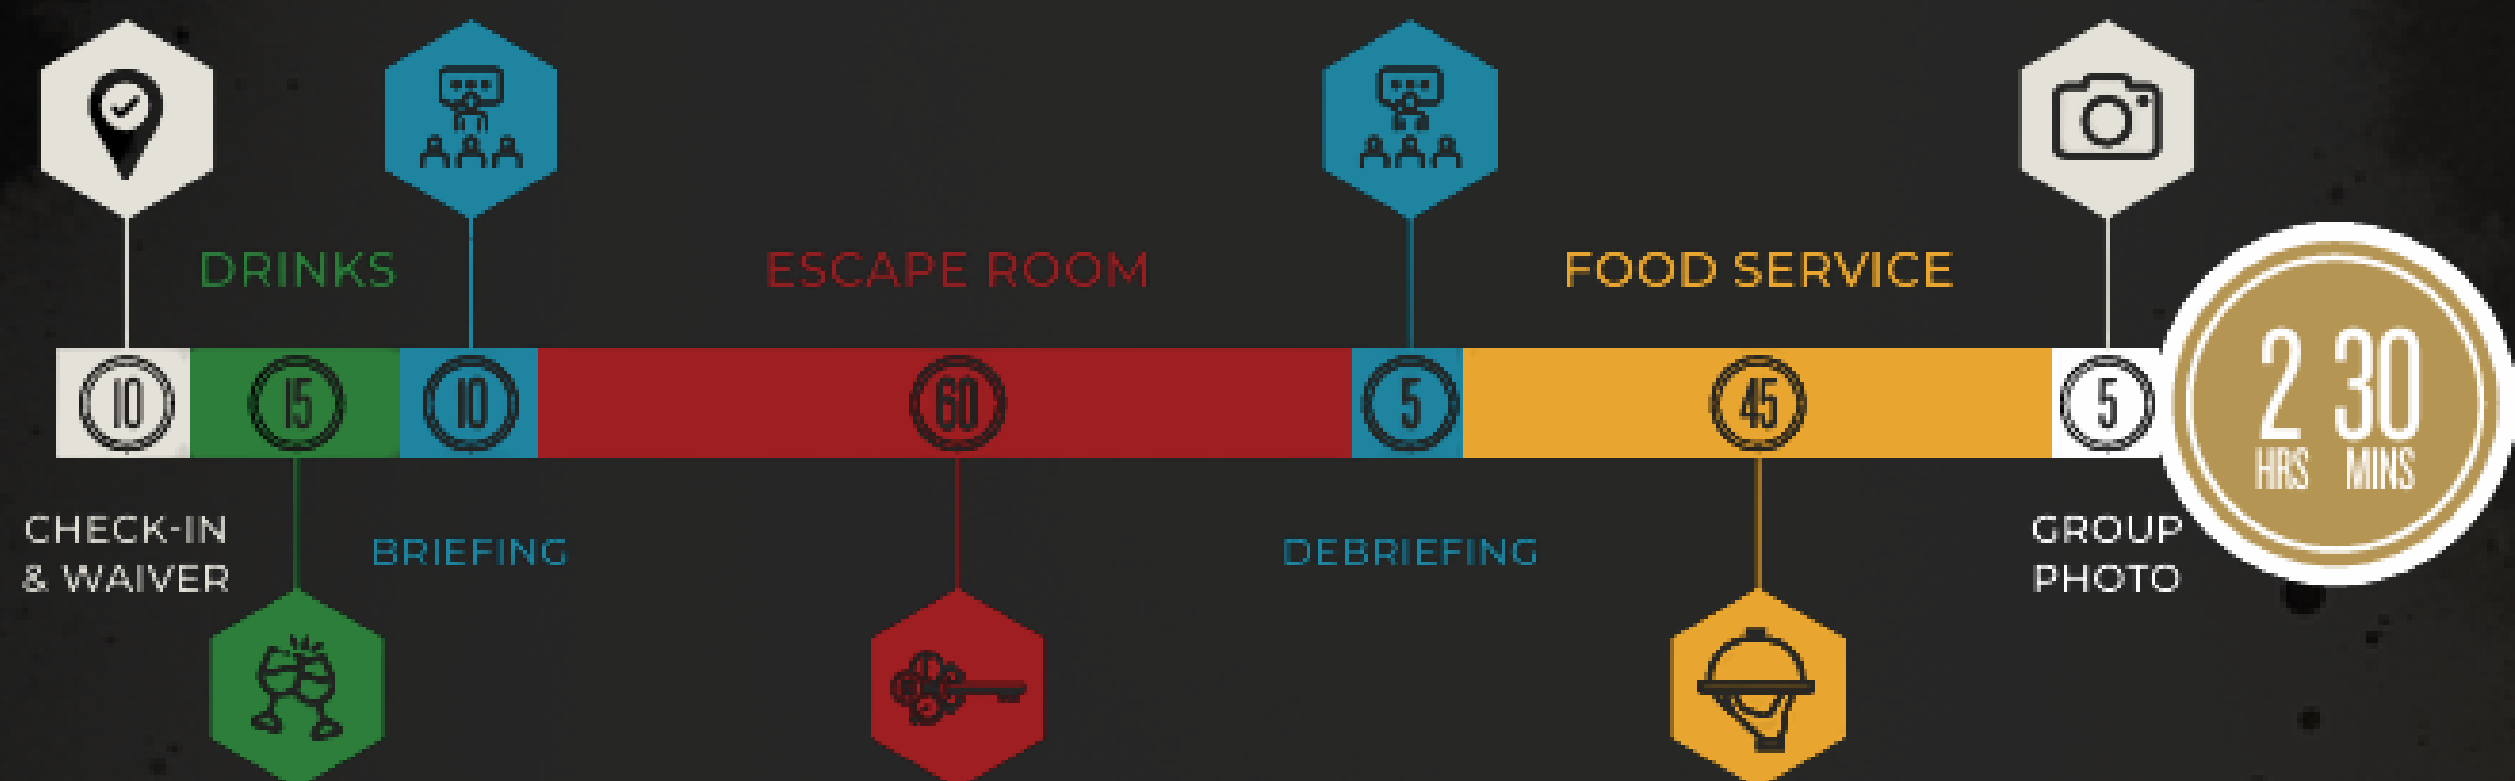 DRINKS
ESCAPE ROOM
FOOD SERVICE
10
15
10
60
5
45
5
2 30
HRS MINS
CHECK-IN
& WAIVER
BRIEFING
DEBRIEFING
GROUP
PHOTO